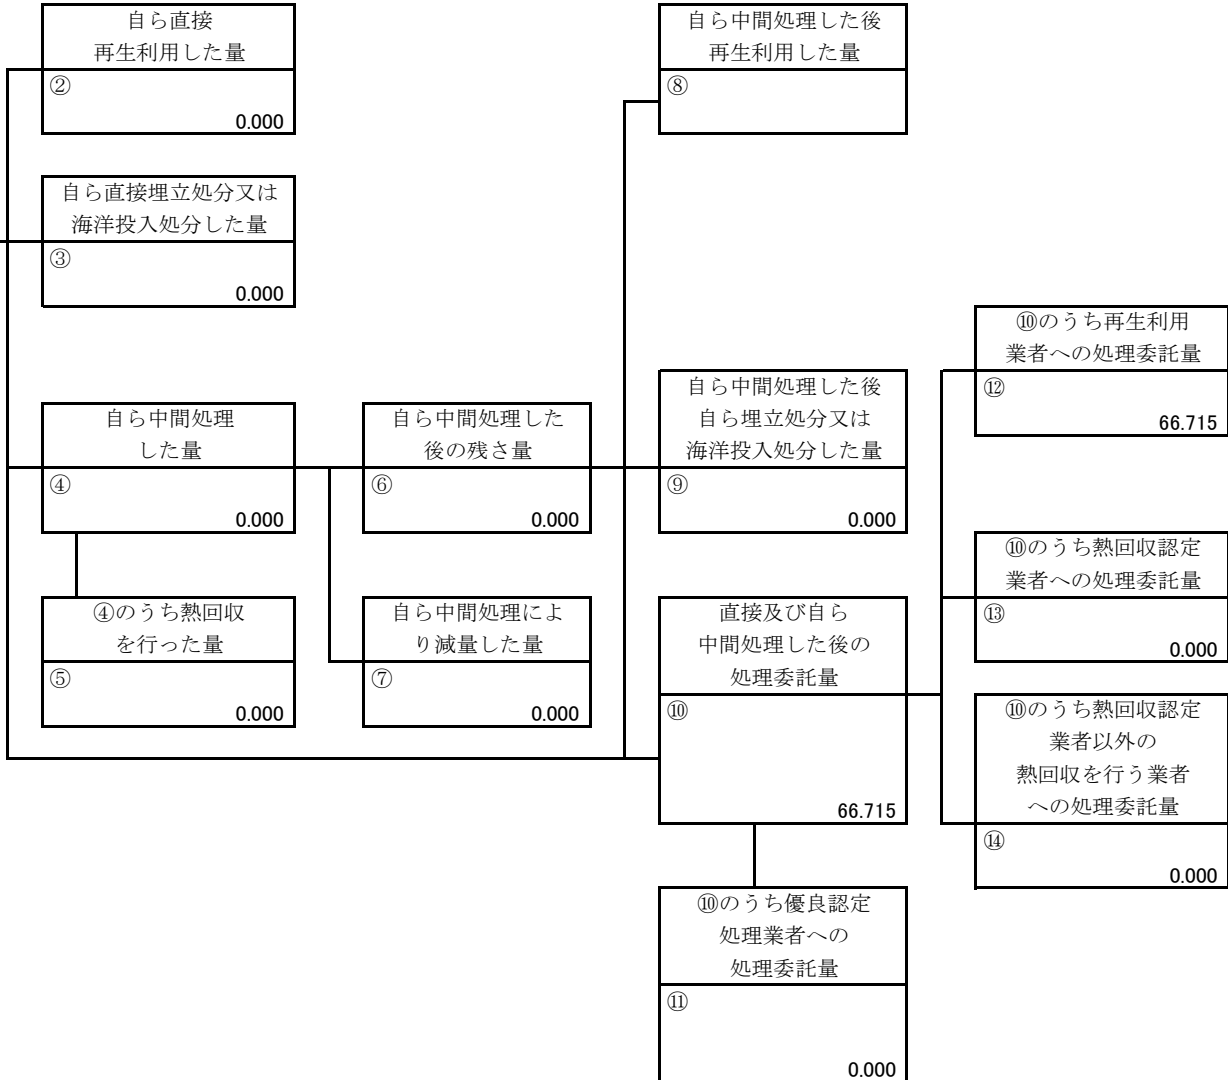 自ら直接
再生利用した量
②
0.000
自ら中間処理した後
再生利用した量
⑧
自ら直接埋立処分又は
海洋投入処分した量
③
0.000
⑩のうち再生利用
業者への処理委託量
⑫
66.715
自ら中間処理
した量
④
0.000
自ら中間処理した
後の残さ量
⑥
0.000
自ら中間処理した後
自ら埋立処分又は
海洋投入処分した量
⑨
0.000
⑩のうち熱回収認定
業者への処理委託量
⑬
0.000
④のうち熱回収
を行った量
⑤
0.000
自ら中間処理によ
り減量した量
⑦
0.000
直接及び自ら
中間処理した後の
処理委託量
⑩
66.715
⑩のうち熱回収認定
業者以外の
熱回収を行う業者
への処理委託量
⑭
0.000
⑩のうち優良認定
処理業者への
処理委託量
⑪
0.000